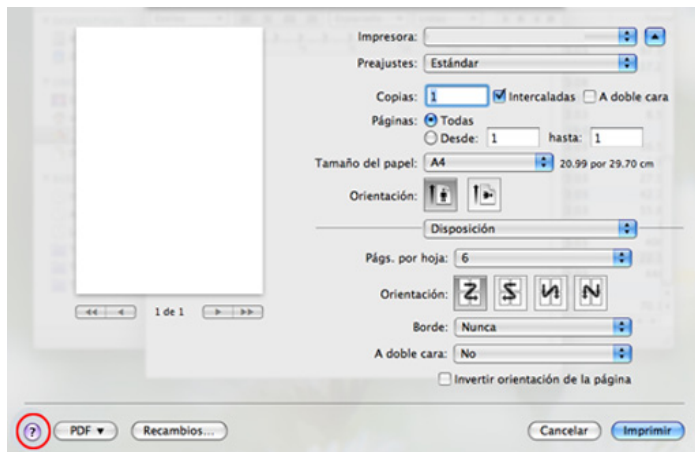 Impresora:
Preajustes: Estándar
Copias: 1 Intercaladas A doble cara
Páginas: Todas
Desde: 1 hasta: 1
Tamaño del papel: A4 20.99 por 29.70 cm
Orientación:
Disposición
Págs. por hoja: 6
Orientación:
Borde: Nunca
A doble cara: No
Invertir orientación de la página
1 de 1
? PDF Recambios... Cancelar Imprimir